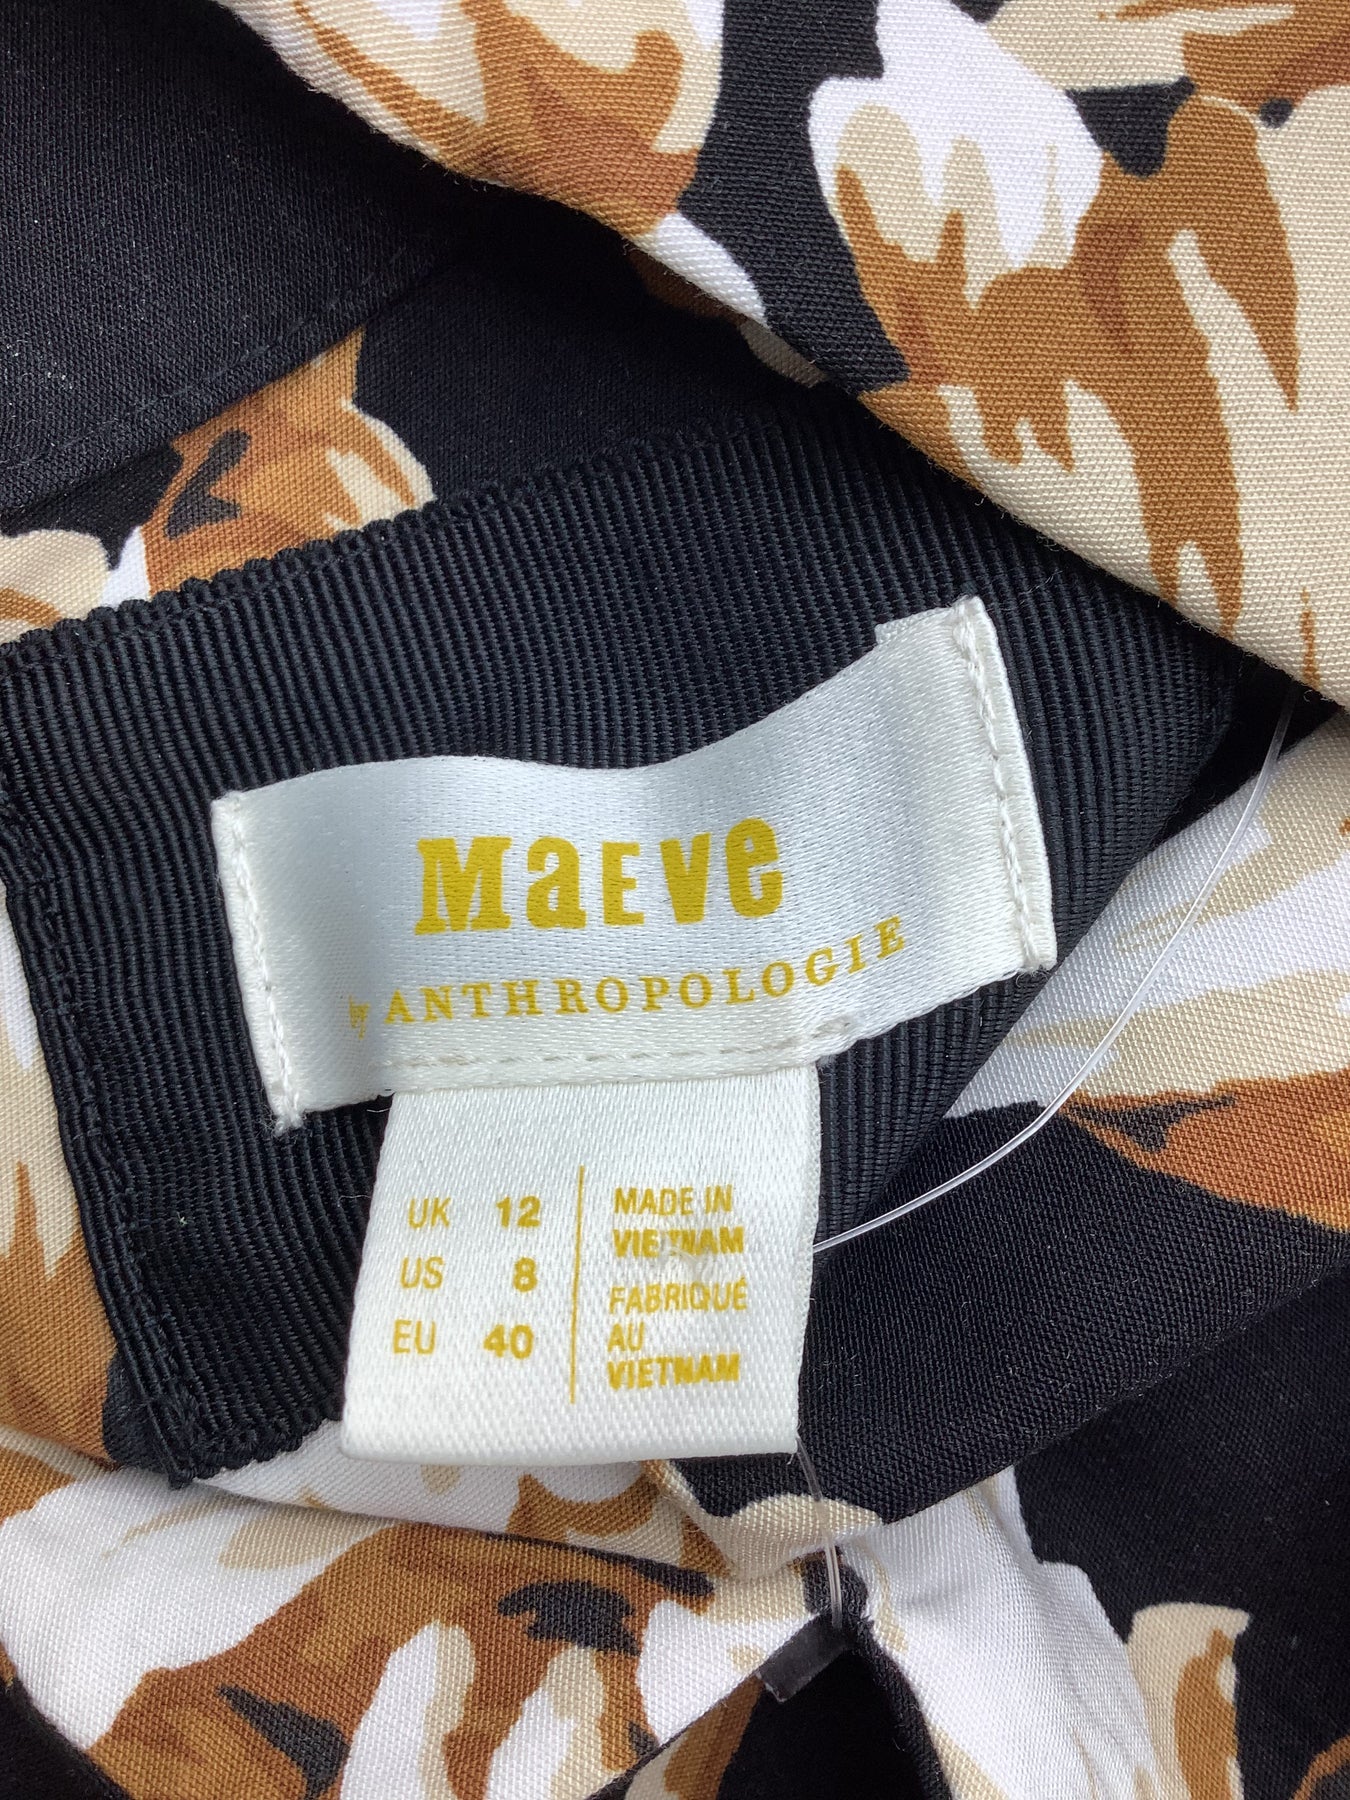 MaEve
by ANTHROPOLOGIE
UK 12
US 8
EU 40
MADE IN
VIETNAM
FABRIQUÉ
AU
VIETNAM